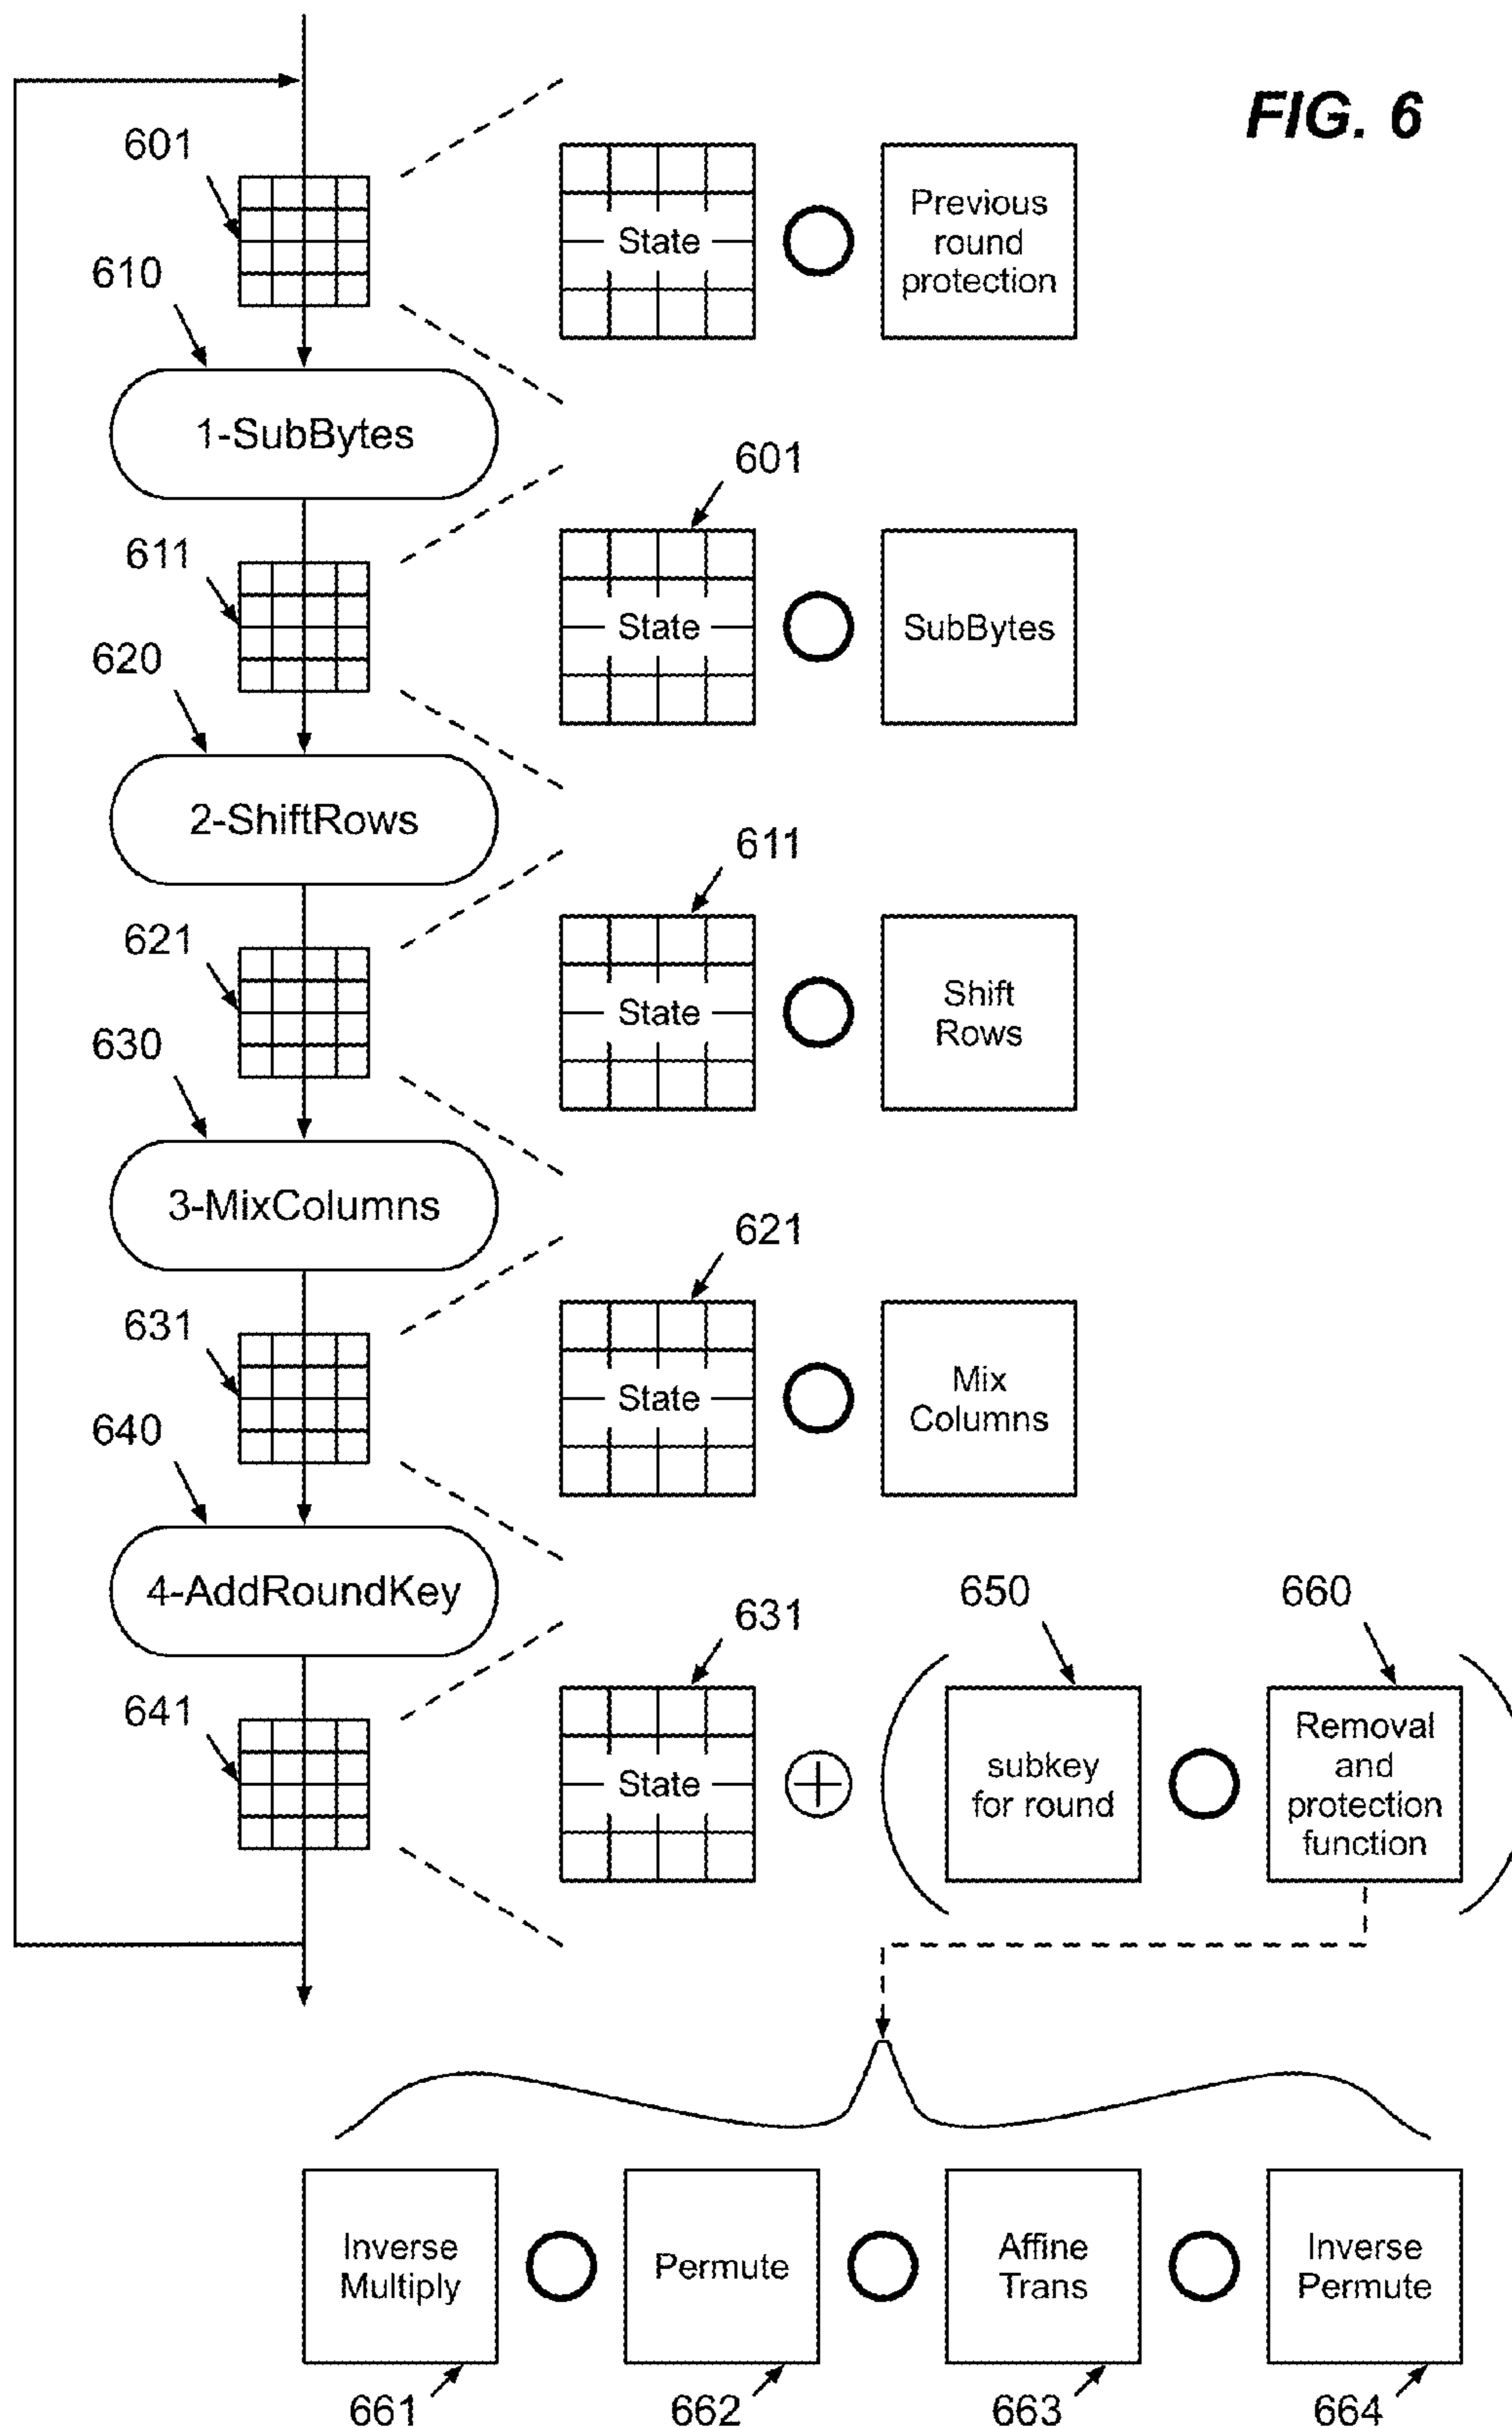 FIG. 6
601
State
Previous
round
protection
610
1-SubBytes
601
611
State
SubBytes
620
2-ShiftRows
611
621
State
Shift
Rows
630
3-MixColumns
621
631
State
Mix
Columns
640
4-AddRoundKey
631
650
660
641
State
subkey
for round
Removal
and
protection
function
Inverse
Multiply
Permute
Affine
Trans
Inverse
Permute
661
662
663
664